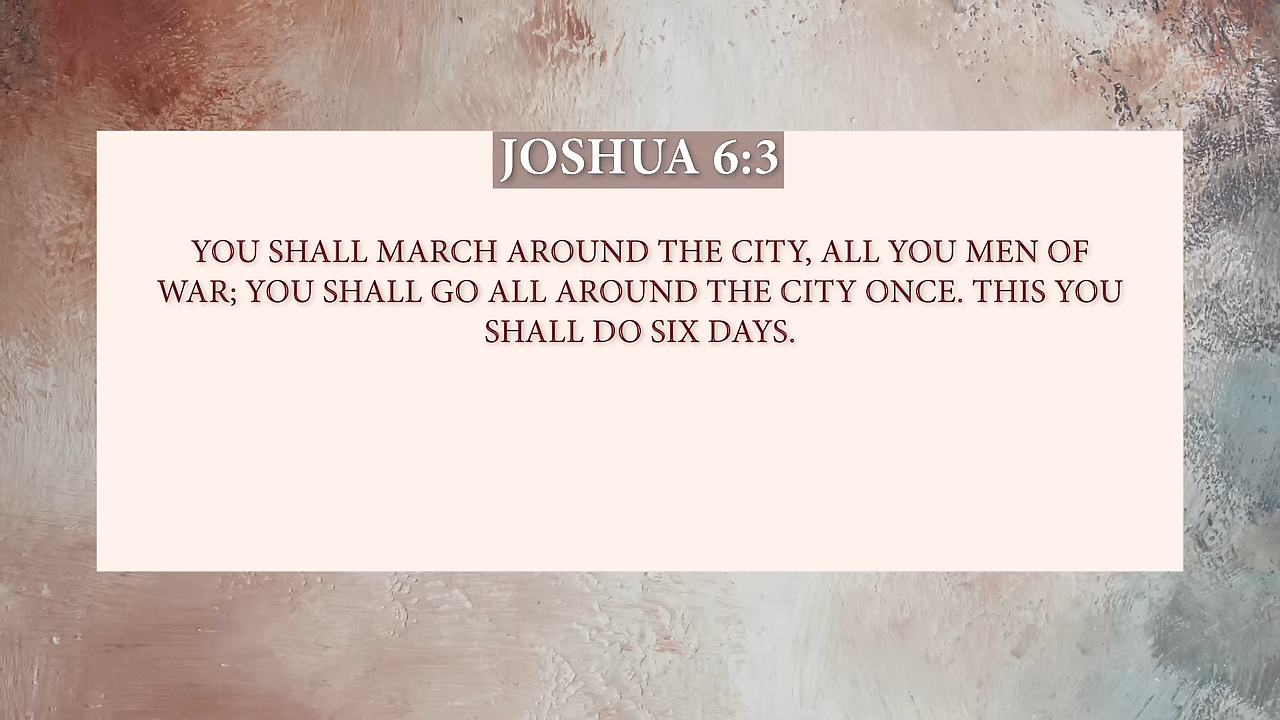 JOSHUA 6:3
YOU SHALL MARCH AROUND THE CITY, ALL YOU MEN OF
WAR; YOU SHALL GO ALL AROUND THE CITY ONCE. THIS YOU
SHALL DO SIX DAYS.